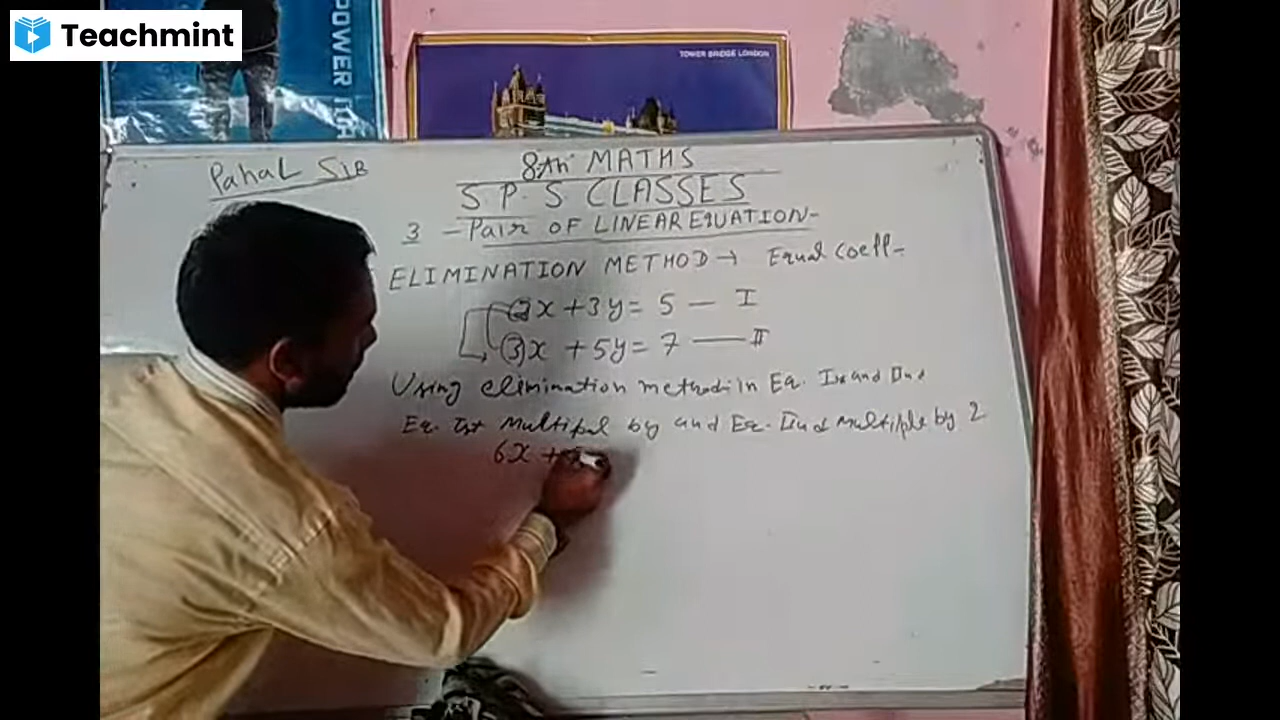 Teachmint
POWER
TOWER BRIDGE LONDON
Pahal SIR
8th MATHS
S P. S CLASSES
3 - Pair OF LINEAR EQUATION-
ELIMINATION METHOD → Equal coeff-
2x + 3y = 5 — I
3x + 5y = 7 — II
Using elimination method in Eq. Ist and IInd
Eq. Ist Multipal by and Eq. IInd multiple by 2
6x +